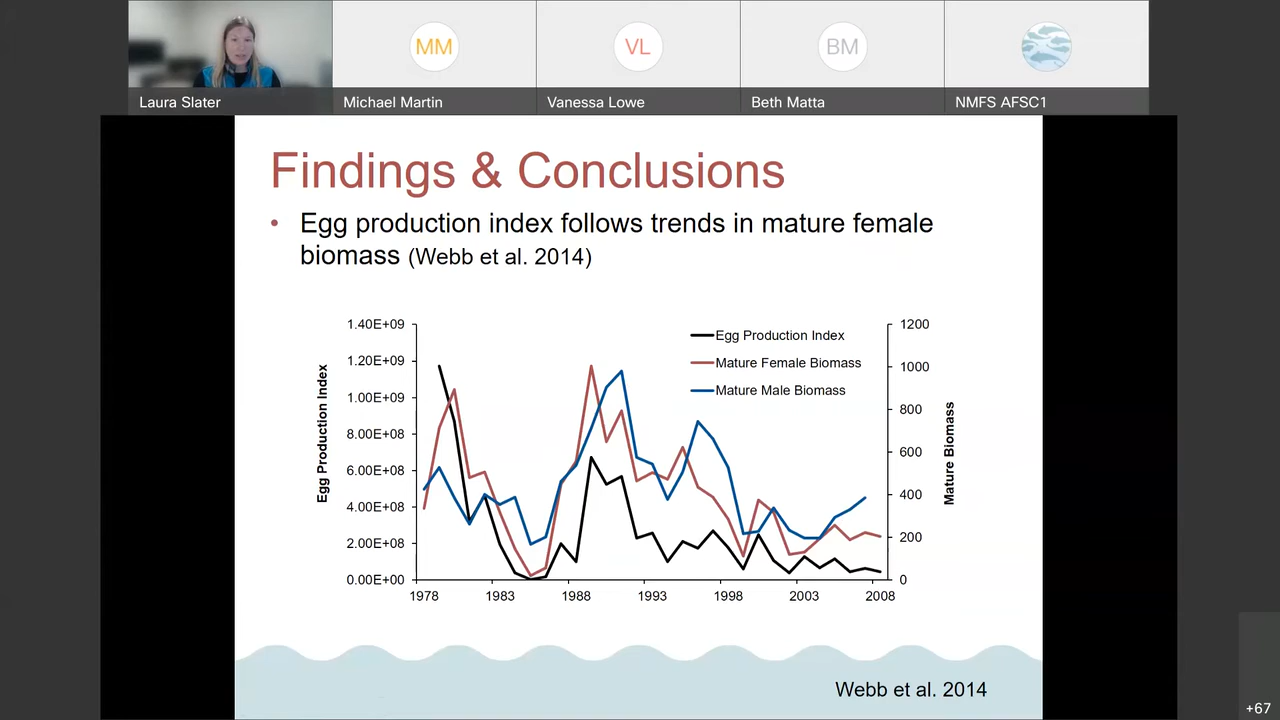 MM
VL
BM
Laura Slater
Michael Martin
Vanessa Lowe
Beth Matta
NMFS AFSC1
Findings & Conclusions
• Egg production index follows trends in mature female
biomass (Webb et al. 2014)
1.40E+09
1.20E+09
1.00E+09
8.00E+08
6.00E+08
4.00E+08
2.00E+08
0.00E+00
Egg Production Index
Egg Production Index
Mature Female Biomass
Mature Male Biomass
1200
1000
800
600
400
200
0
Mature Biomass
1978
1983
1988
1993
1998
2003
2008
Webb et al. 2014
+67